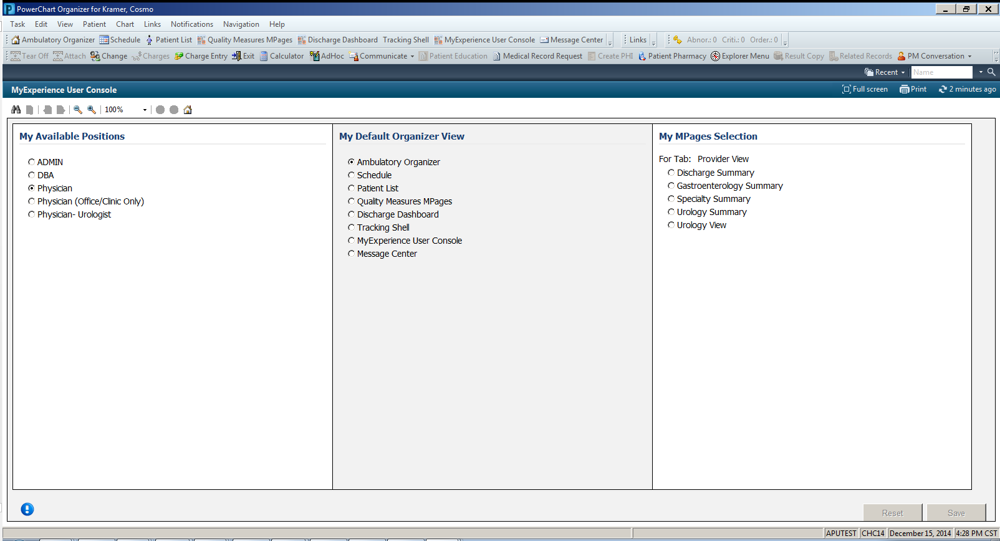 PowerChart Organizer for Kramer, Cosmo
Task Edit View Patient Chart Links Notifications Navigation Help
Ambulatory Organizer Schedule Patient List Quality Measures MPages Discharge Dashboard Tracking Shell MyExperience User Console Message Center Links Abnor.: 0 Criti.: 0 Order.: 0
Tear Off Attach Change Charges Charge Entry Exit Calculator AdHoc Communicate Patient Education Medical Record Request Create PHI Patient Pharmacy Explorer Menu Result Copy Related Records PM Conversation
Recent Name
MyExperience User Console Full screen Print 2 minutes ago
100%
My Available Positions
ADMIN
DBA
Physician
Physician (Office/Clinic Only)
Physician- Urologist
My Default Organizer View
Ambulatory Organizer
Schedule
Patient List
Quality Measures MPages
Discharge Dashboard
Tracking Shell
MyExperience User Console
Message Center
My MPages Selection
For Tab: Provider View
Discharge Summary
Gastroenterology Summary
Specialty Summary
Urology Summary
Urology View
Reset Save
APUTEST CHC14 December 15, 2014 4:28 PM CST